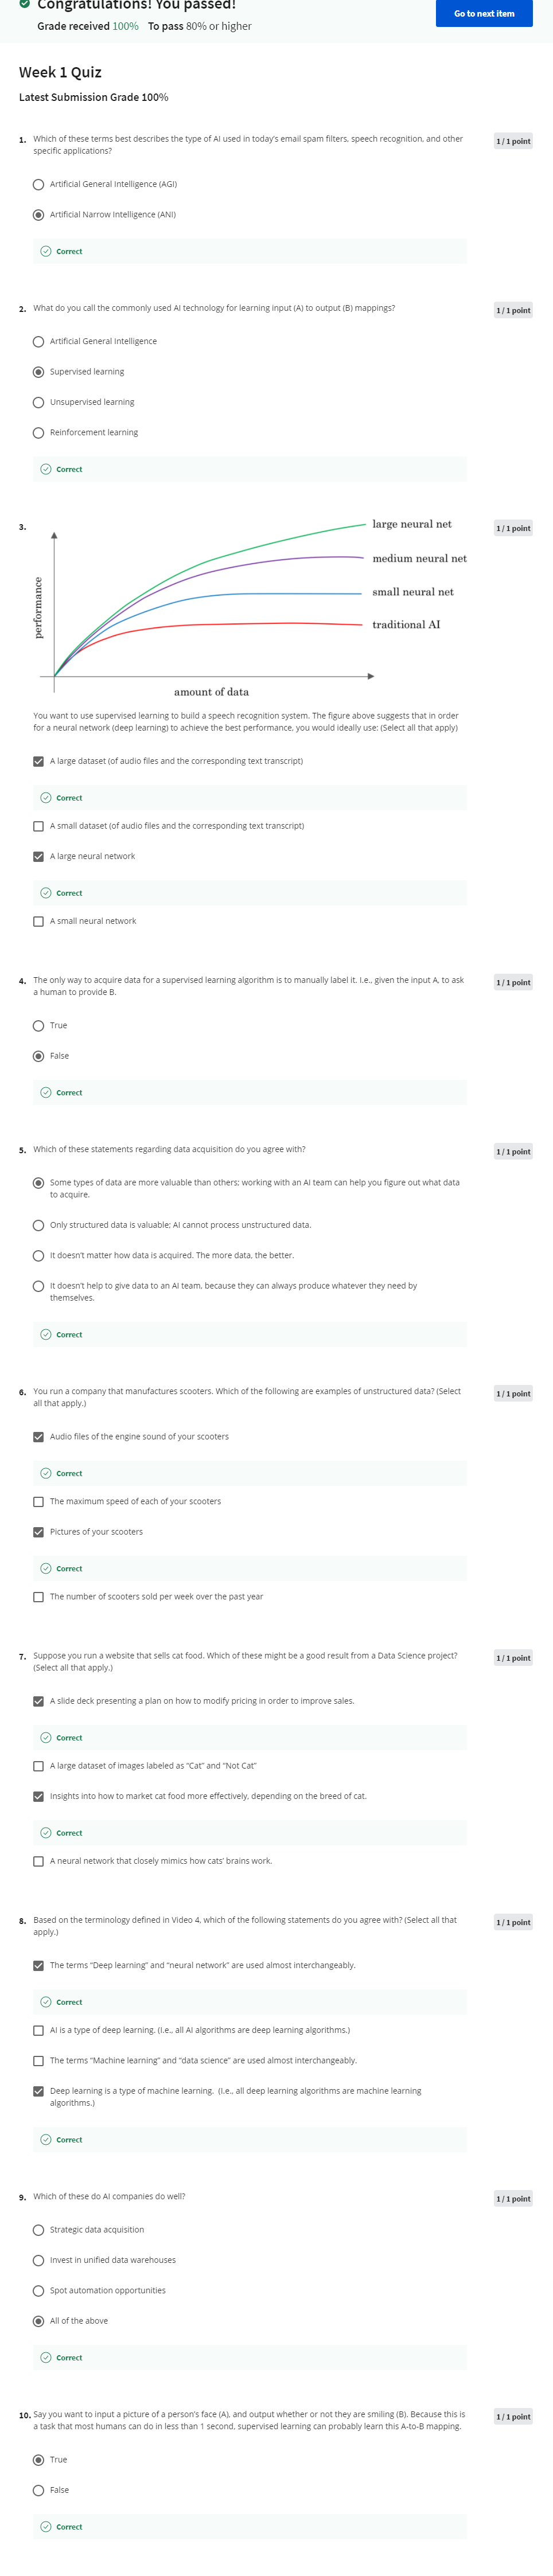 Congratulations! You passed!
Grade received 100% To pass 80% or higher
Go to next item
Week 1 Quiz
Latest Submission Grade 100%
1. Which of these terms best describes the type of AI used in today's email spam filters, speech recognition, and other
specific applications?
1 / 1 point
Artificial General Intelligence (AGI)
Artificial Narrow Intelligence (ANI)
Correct
2. What do you call the commonly used AI technology for learning input (A) to output (B) mappings?
1 / 1 point
Artificial General Intelligence
Supervised learning
Unsupervised learning
Reinforcement learning
Correct
3.
1 / 1 point
large neural net
medium neural net
small neural net
traditional AI
performance
amount of data
You want to use supervised learning to build a speech recognition system. The figure above suggests that in order
for a neural network (deep learning) to achieve the best performance, you would ideally use: (Select all that apply)
A large dataset (of audio files and the corresponding text transcript)
Correct
A small dataset (of audio files and the corresponding text transcript)
A large neural network
Correct
A small neural network
4. The only way to acquire data for a supervised learning algorithm is to manually label it. I.e., given the input A, to ask
a human to provide B.
1 / 1 point
True
False
Correct
5. Which of these statements regarding data acquisition do you agree with?
1 / 1 point
Some types of data are more valuable than others; working with an AI team can help you figure out what data
to acquire.
Only structured data is valuable; AI cannot process unstructured data.
It doesn't matter how data is acquired. The more data, the better.
It doesn't help to give data to an AI team, because they can always produce whatever they need by
themselves.
Correct
6. You run a company that manufactures scooters. Which of the following are examples of unstructured data? (Select
all that apply.)
1 / 1 point
Audio files of the engine sound of your scooters
Correct
The maximum speed of each of your scooters
Pictures of your scooters
Correct
The number of scooters sold per week over the past year
7. Suppose you run a website that sells cat food. Which of these might be a good result from a Data Science project?
(Select all that apply.)
1 / 1 point
A slide deck presenting a plan on how to modify pricing in order to improve sales.
Correct
A large dataset of images labeled as "Cat" and "Not Cat"
Insights into how to market cat food more effectively, depending on the breed of cat.
Correct
A neural network that closely mimics how cats' brains work.
8. Based on the terminology defined in Video 4, which of the following statements do you agree with? (Select all that
apply.)
1 / 1 point
The terms "Deep learning" and "neural network" are used almost interchangeably.
Correct
AI is a type of deep learning. (I.e., all AI algorithms are deep learning algorithms.)
The terms "Machine learning" and "data science" are used almost interchangeably.
Deep learning is a type of machine learning. (I.e., all deep learning algorithms are machine learning
algorithms.)
Correct
9. Which of these do AI companies do well?
1 / 1 point
Strategic data acquisition
Invest in unified data warehouses
Spot automation opportunities
All of the above
Correct
10. Say you want to input a picture of a person's face (A), and output whether or not they are smiling (B). Because this is
a task that most humans can do in less than 1 second, supervised learning can probably learn this A-to-B mapping.
1 / 1 point
True
False
Correct